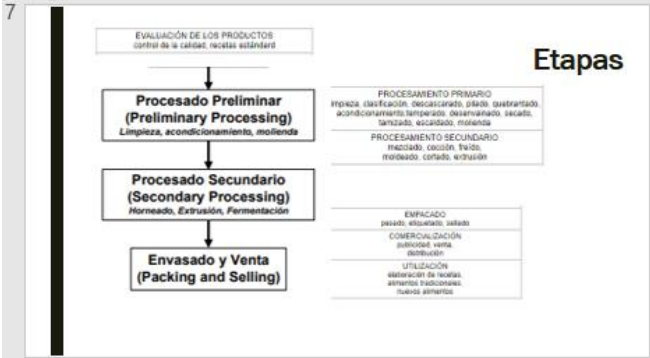 7
Etapas
EVALUACIÓN DE LOS PRODUCTOS
control de la calidad, recetas estándard
Procesado Preliminar
(Preliminary Processing)
Limpieza, acondicionamiento, molienda
PROCESAMIENTO PRIMARIO
limpieza, clasificación, descascarado, pilado, quebrantado,
acondicionamiento, temperado, desenvainado, secado,
tamizado, escaldado, molienda
PROCESAMIENTO SECUNDARIO
mezclado, cocción, freído,
moldeado, cortado, extrusión
Procesado Secundario
(Secondary Processing)
Horneado, Extrusión, Fermentación
EMPACADO
pesado, etiquetado, sellado
COMERCIALIZACIÓN
publicidad, venta,
distribución
UTILIZACIÓN
elaboración de recetas,
alimentos tradicionales,
nuevos alimentos
Envasado y Venta
(Packing and Selling)